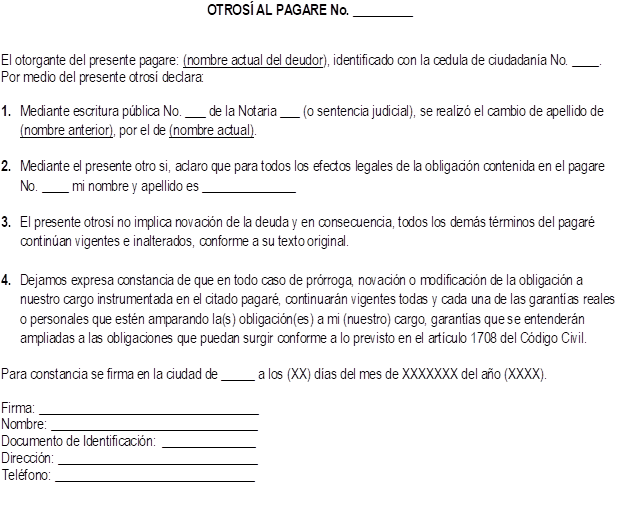 OTROSÍ AL PAGARE No. _________
El otorgante del presente pagare: (nombre actual del deudor), identificado con la cedula de ciudadanía No. ____.
Por medio del presente otrosí declara:
1. Mediante escritura pública No. ___ de la Notaria ___ (o sentencia judicial), se realizó el cambio de apellido de
(nombre anterior), por el de (nombre actual).
2. Mediante el presente otro si, aclaro que para todos los efectos legales de la obligación contenida en el pagare
No. ____ mi nombre y apellido es ______________
3. El presente otrosí no implica novación de la deuda y en consecuencia, todos los demás términos del pagaré
continúan vigentes e inalterados, conforme a su texto original.
4. Dejamos expresa constancia de que en todo caso de prórroga, novación o modificación de la obligación a
nuestro cargo instrumentada en el citado pagaré, continuarán vigentes todas y cada una de las garantías reales
o personales que estén amparando la(s) obligación(es) a mi (nuestro) cargo, garantías que se entenderán
ampliadas a las obligaciones que puedan surgir conforme a lo previsto en el artículo 1708 del Código Civil.
Para constancia se firma en la ciudad de _____ a los (XX) días del mes de XXXXXXX del año (XXXX).
Firma: _________________________________
Nombre: _______________________________
Documento de Identificación: ______________
Dirección: ______________________________
Teléfono: ______________________________